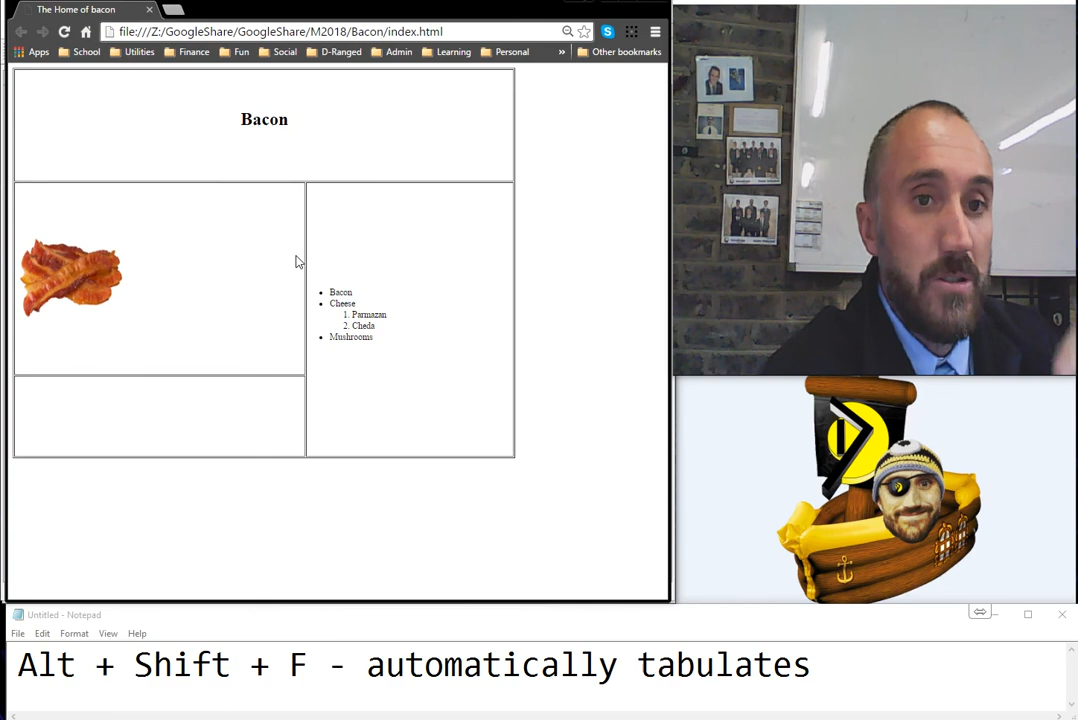 The Home of bacon
file:///Z:/GoogleShare/GoogleShare/M2018/Bacon/index.html
Apps School Utilities Finance Fun Social D-Ranged Admin Learning Personal » Other bookmarks
Bacon
Bacon
Cheese
1. Parmazan
2. Cheda
Mushrooms
Untitled - Notepad
File Edit Format View Help
Alt + Shift + F - automatically tabulates